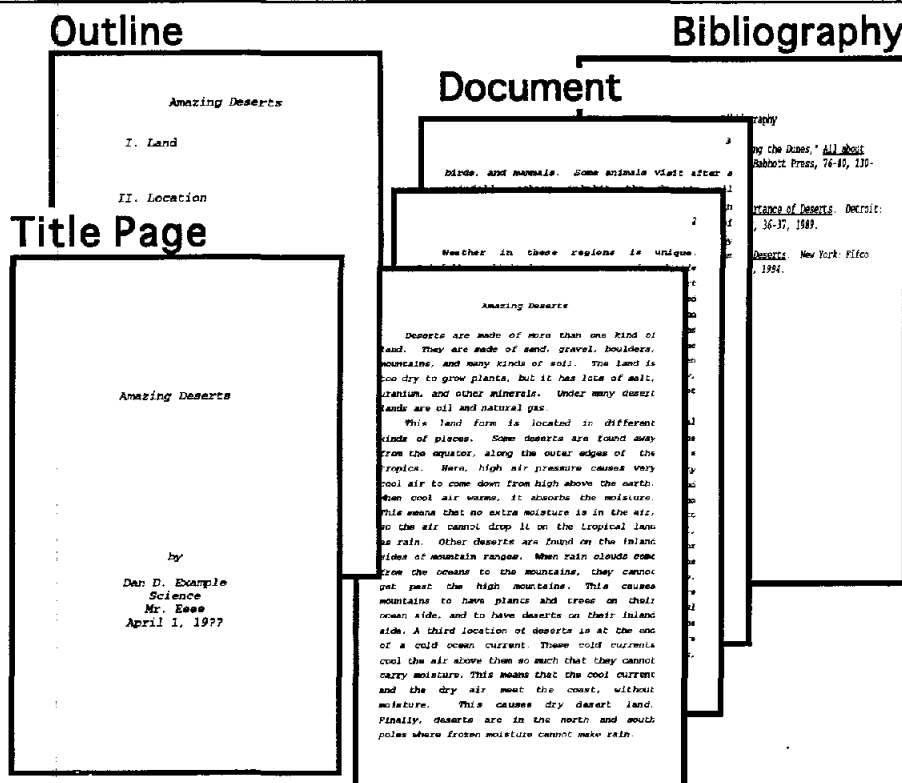 Outline
Bibliography
Document
Title Page
Amazing Deserts
I. Land
II. Location
Amazing Deserts
by
Dan D. Example
Science
Mr. Eeee
April 1, 19??
3
birds, and mammals. Some animals visit after a
2
Weather in these regions is unique.
Amazing Deserts
Deserts are made of more than one kind of
land. They are made of sand, gravel, boulders,
mountains, and many kinds of soil. The land is
too dry to grow plants, but it has lots of salt,
uranium, and other minerals. Under many desert
lands are oil and natural gas.
This land form is located in different
kinds of places. Some deserts are found away
from the equator, along the outer edges of the
tropics. Here, high air pressure causes very
cool air to come down from high above the earth.
When cool air warms, it absorbs the moisture.
This means that no extra moisture is in the air,
so the air cannot drop it on the tropical land
as rain. Other deserts are found on the inland
sides of mountain ranges. When rain clouds come
from the oceans to the mountains, they cannot
get past the high mountains. This causes
mountains to have plants and trees on their
ocean side, and to have deserts on their inland
side. A third location of deserts is at the end
of a cold ocean current. These cold currents
cool the air above them so much that they cannot
carry moisture. This means that the cool current
and the dry air meet the coast, without
moisture. This causes dry desert land.
Finally, deserts are in the north and south
poles where frozen moisture cannot make rain.
raphy
ng the Dunes," All about
Babbott Press, 76-80, 130-
rtance of Deserts. Detroit:
, 36-37, 1989.
Deserts. New York: Fifco
, 1994.